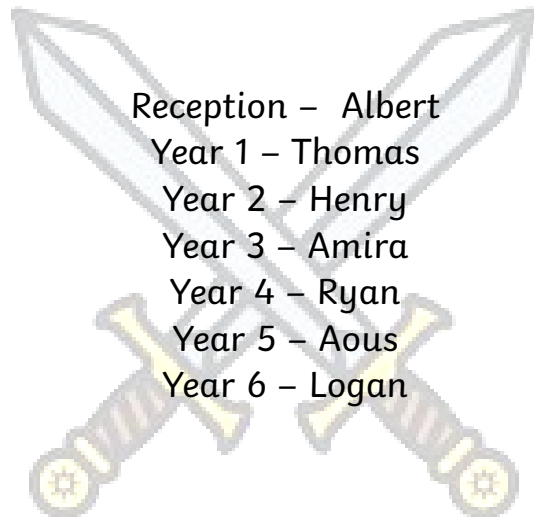 Reception –  Albert
Year 1 – Thomas
Year 2 – Henry
Year 3 – Amira
Year 4 – Ryan
Year 5 – Aous
Year 6 – Logan